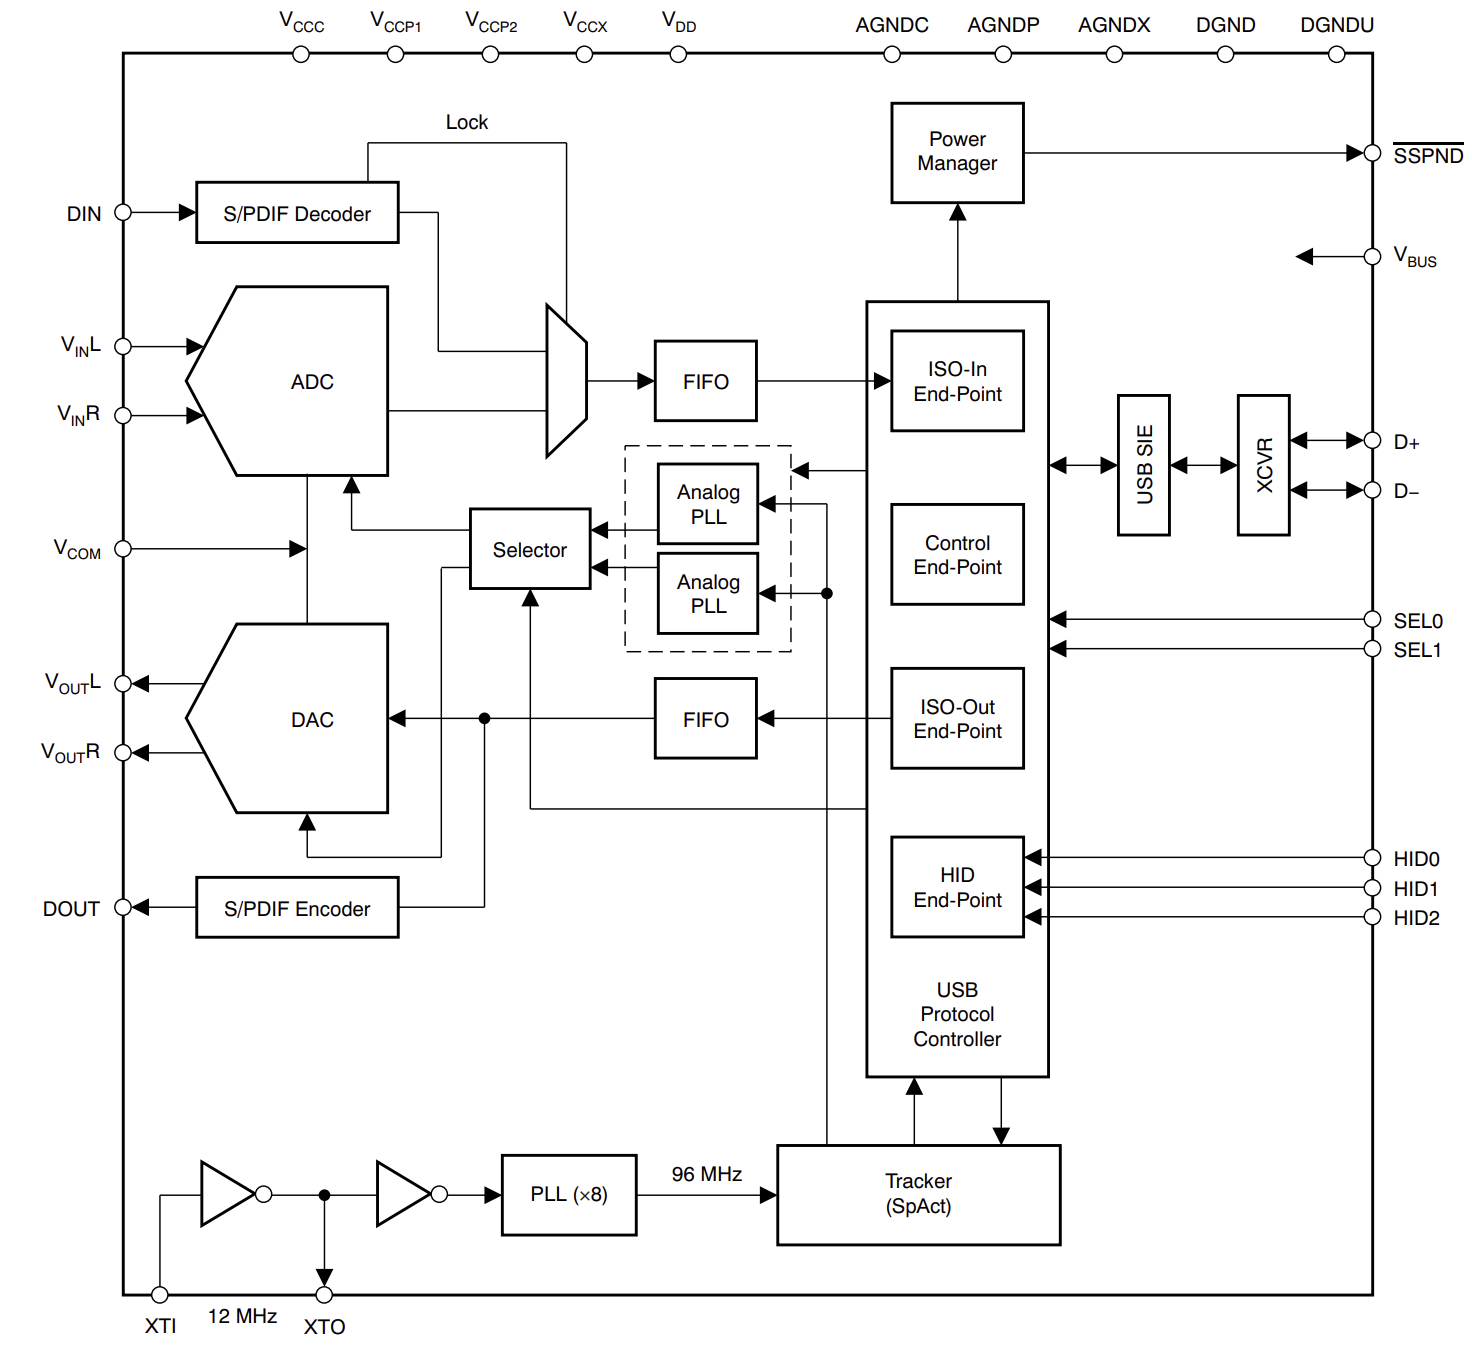 VCCC VCCP1 VCCP2 VCCX VDD AGNDC AGNDP AGNDX DGND DGNDU
Lock
Power
Manager
SSPND
DIN
S/PDIF Decoder
VBUS
VINL
ADC
FIFO
ISO-In
End-Point
VINR
USB SIE
XCVR
D+
D–
Analog
PLL
Selector
Control
End-Point
VCOM
Analog
PLL
SEL0
SEL1
VOUTL
DAC
FIFO
ISO-Out
End-Point
VOUTR
HID
End-Point
HID0
HID1
HID2
DOUT
S/PDIF Encoder
USB
Protocol
Controller
PLL (×8)
96 MHz
Tracker
(SpAct)
XTI
12 MHz
XTO